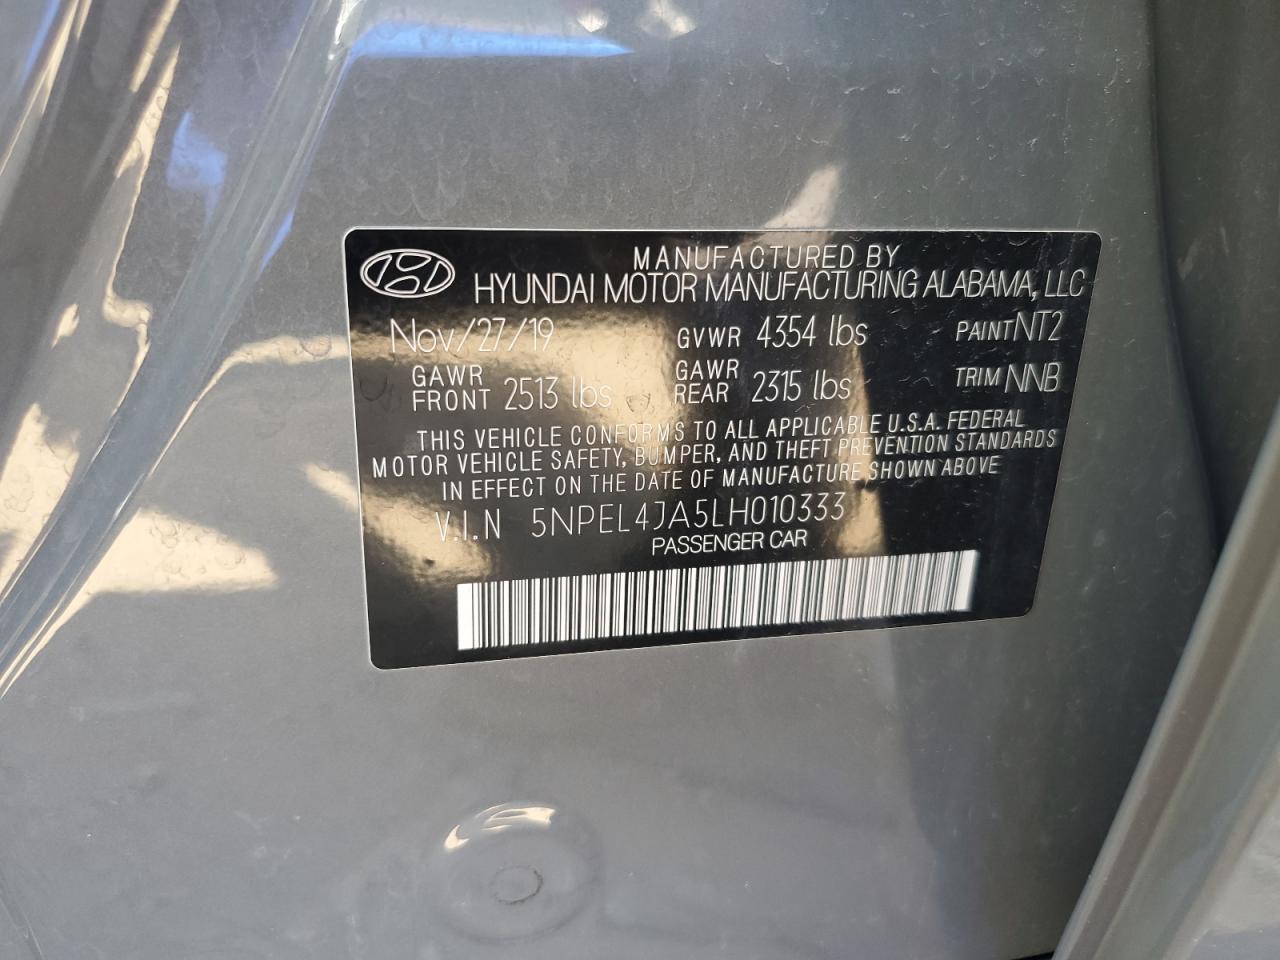 MANUFACTURED BY
HYUNDAI MOTOR MANUFACTURING ALABAMA, LLC
Nov/27/19 GVWR 4354 lbs PAINT NT2
GAWR FRONT 2513 lbs GAWR REAR 2315 lbs TRIM NNB
THIS VEHICLE CONFORMS TO ALL APPLICABLE U.S.A. FEDERAL
MOTOR VEHICLE SAFETY, BUMPER, AND THEFT PREVENTION STANDARDS
IN EFFECT ON THE DATE OF MANUFACTURE SHOWN ABOVE
V.I.N 5NPEL4JA5LH010333
PASSENGER CAR